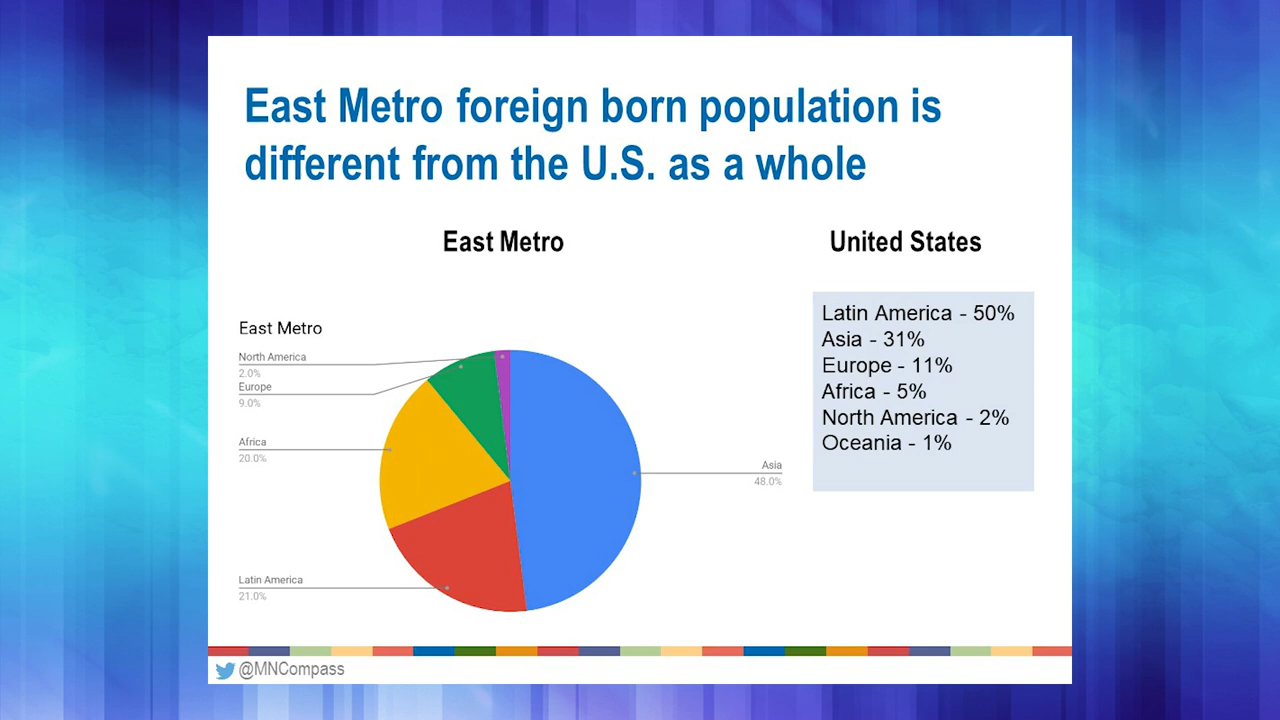 East Metro foreign born population is
different from the U.S. as a whole
East Metro
United States
East Metro
North America
2.0%
Europe
9.0%
Africa
20.0%
Latin America
21.0%
Asia
48.0%
Latin America - 50%
Asia - 31%
Europe - 11%
Africa - 5%
North America - 2%
Oceania - 1%
@MNCompass